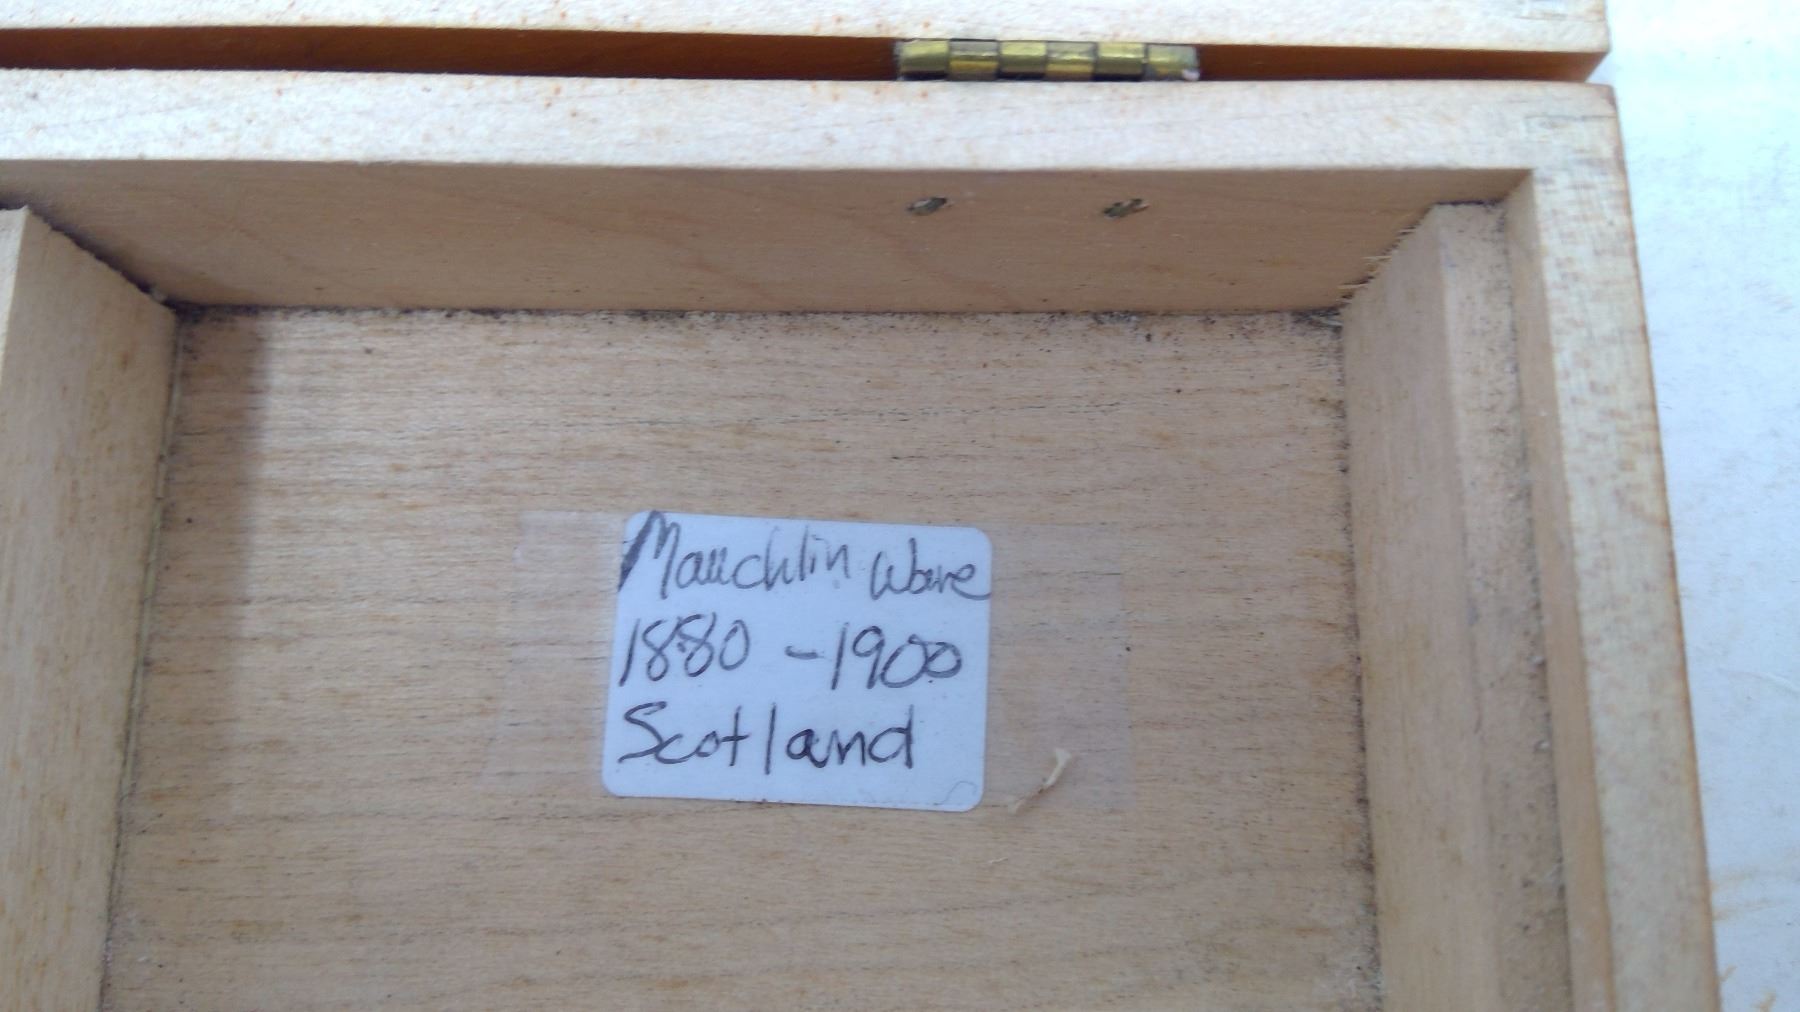 Mauchlin Ware
1880 - 1900
Scotland